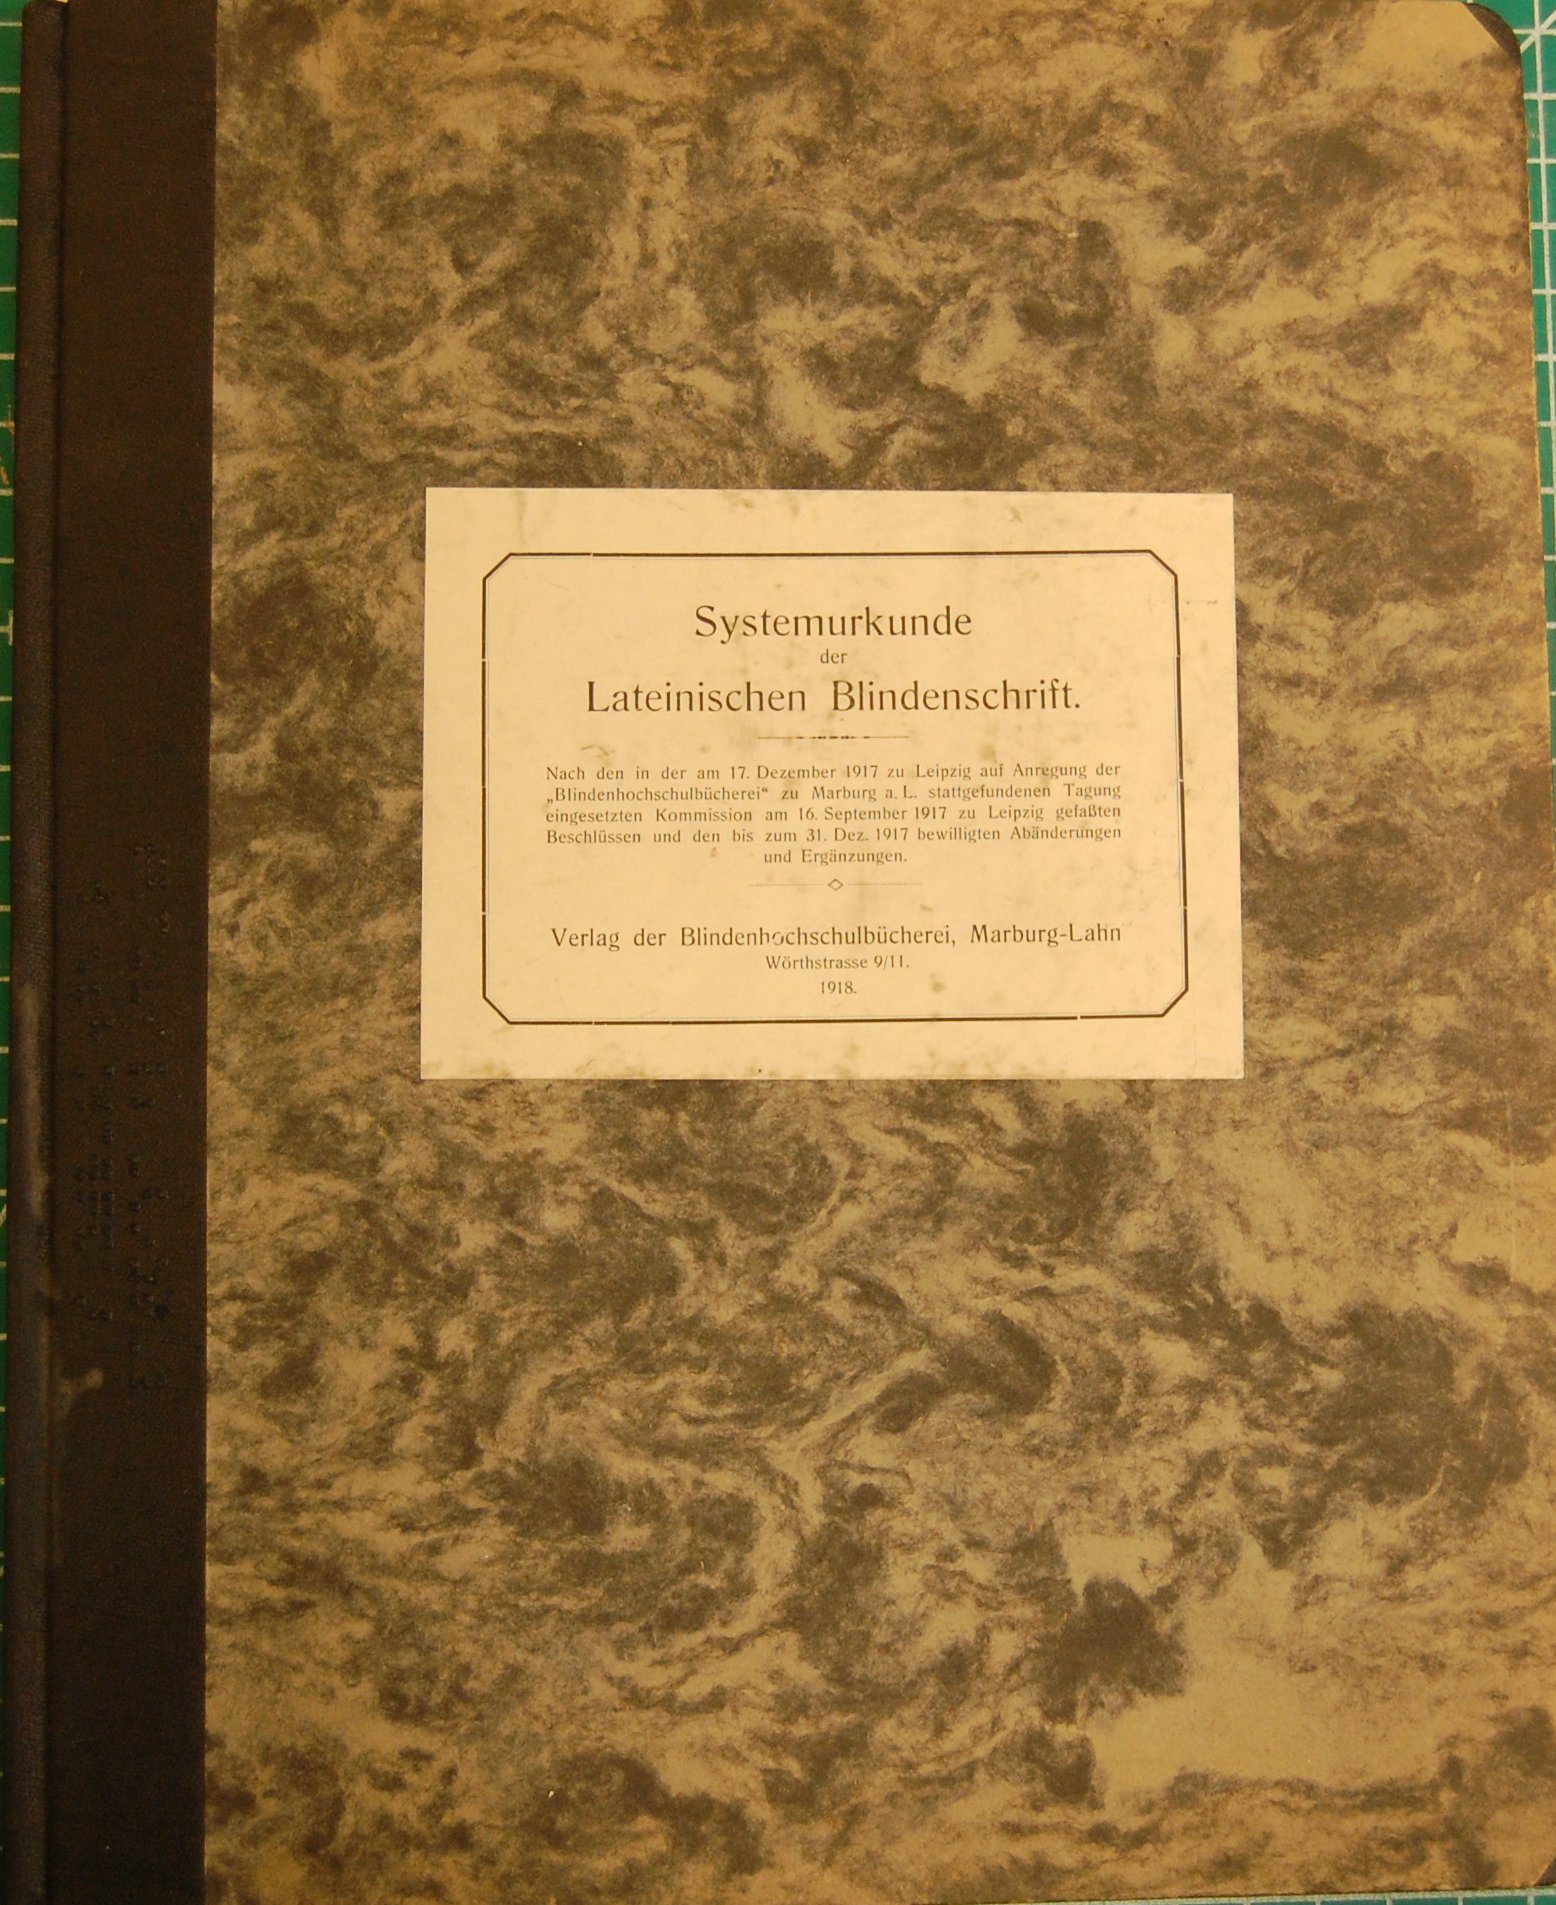 Systemurkunde
der
Lateinischen Blindenschrift.
Nach den in der am 17. Dezember 1917 zu Leipzig auf Anregung der
„Blindenhochschulbücherei“ zu Marburg a. L. stattgefundenen Tagung
eingesetzten Kommission am 16. September 1917 zu Leipzig gefaßten
Beschlüssen und den bis zum 31. Dez. 1917 bewilligten Abänderungen
und Ergänzungen.
Verlag der Blindenhochschulbücherei, Marburg-Lahn
Wörthstrasse 9/11.
1918.